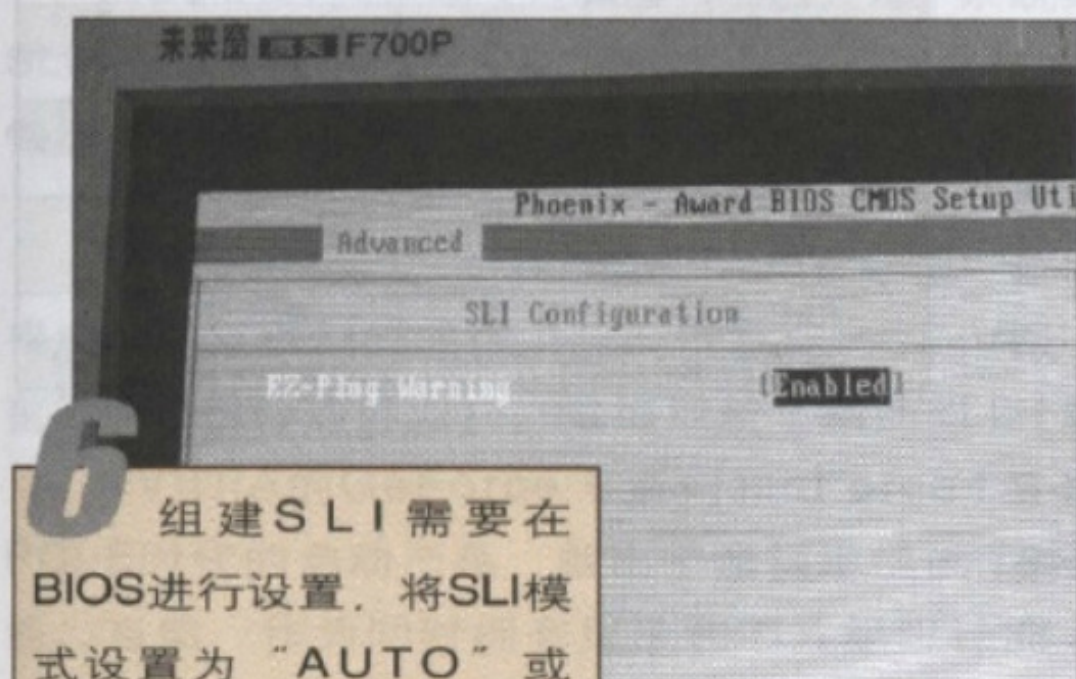 未来窗 F700P
Phoenix - Award BIOS CMOS Setup Uti
Advanced
SLI Configuration
EZ-Plug Warning [Enabled]
6
组建SLI需要在
BIOS进行设置.将SLI模
式设置为“AUTO”或